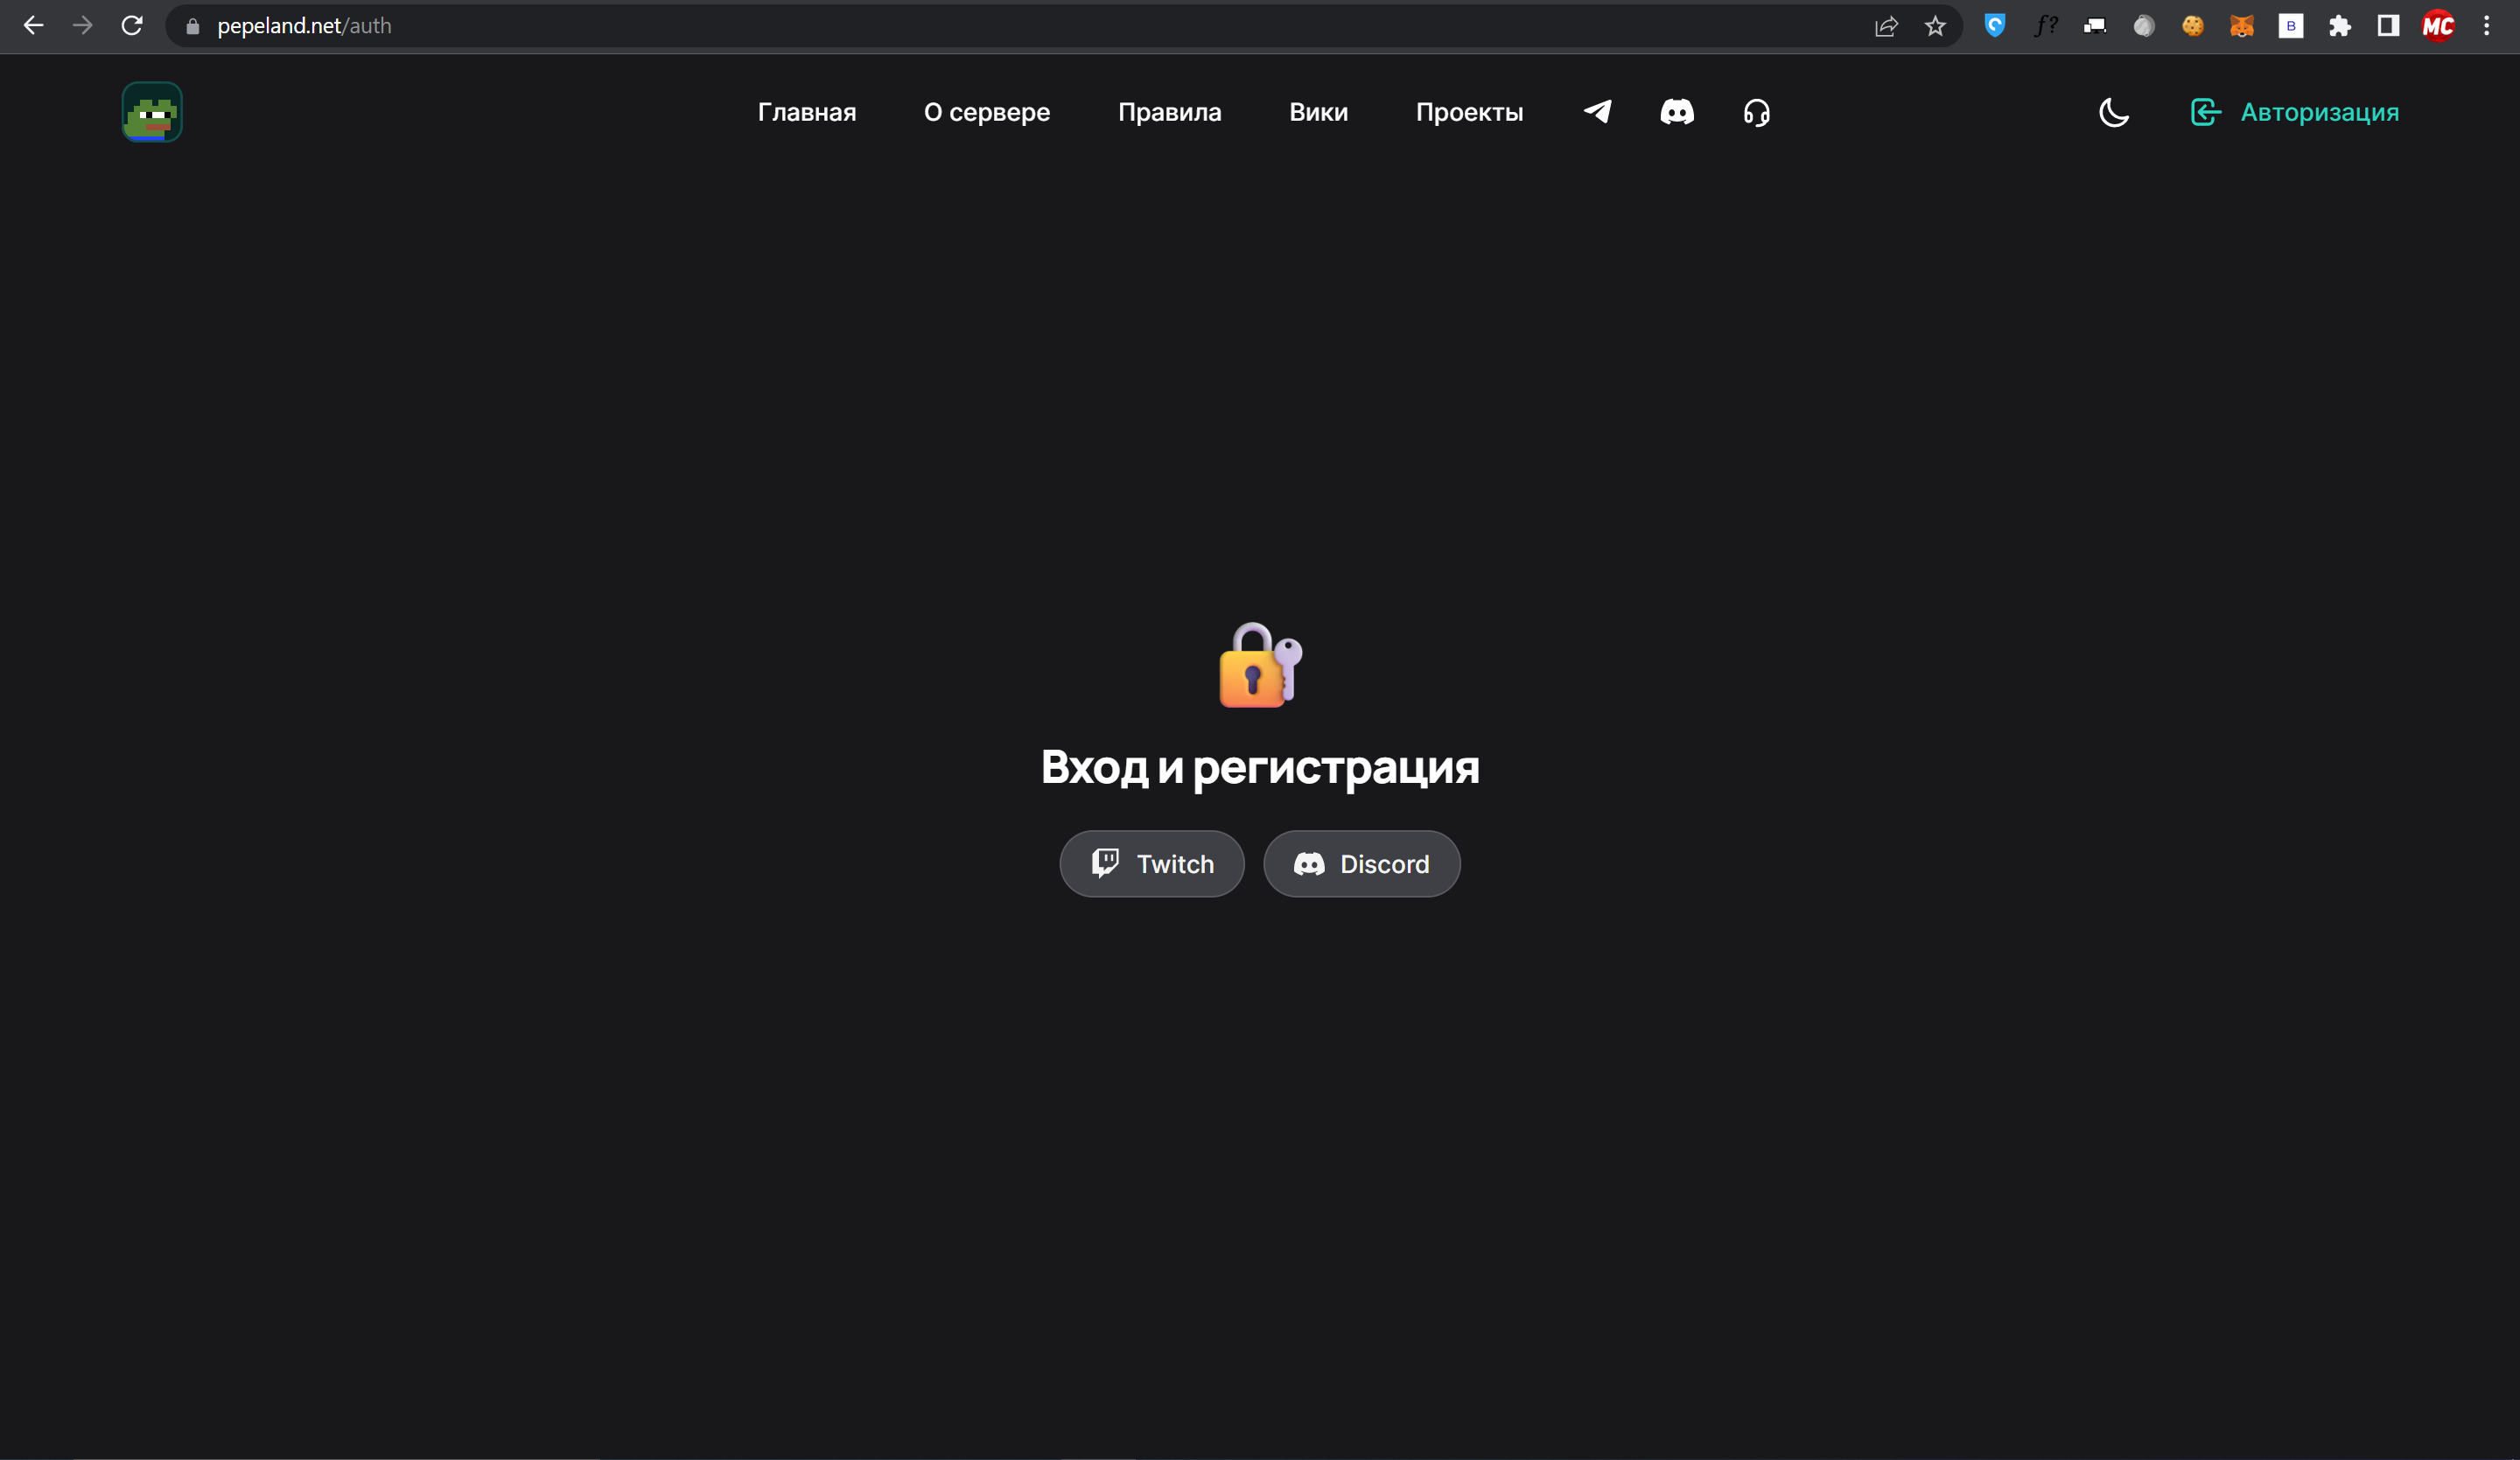 pepeland.net/auth
f?
B
MC
Главная
О сервере
Правила
Вики
Проекты
Авторизация
Вход и регистрация
Twitch
Discord